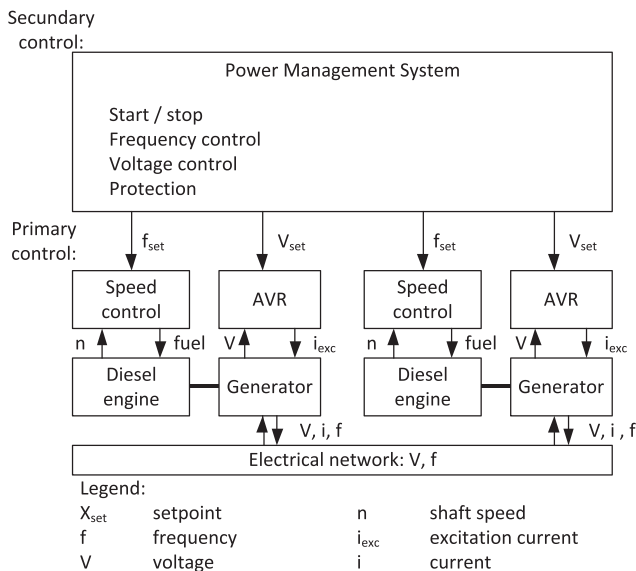 Secundary
control:
Power Management System
Start / stop
Frequency control
Voltage control
Protection
Primary
control:
fset
Vset
fset
Vset
Speed
control
AVR
Speed
control
AVR
n
fuel
V
iexc
n
fuel
V
iexc
Diesel
engine
Generator
Diesel
engine
Generator
V, i, f
V, i , f
Electrical network: V, f
Legend:
Xset setpoint n shaft speed
f frequency iexc excitation current
V voltage i current